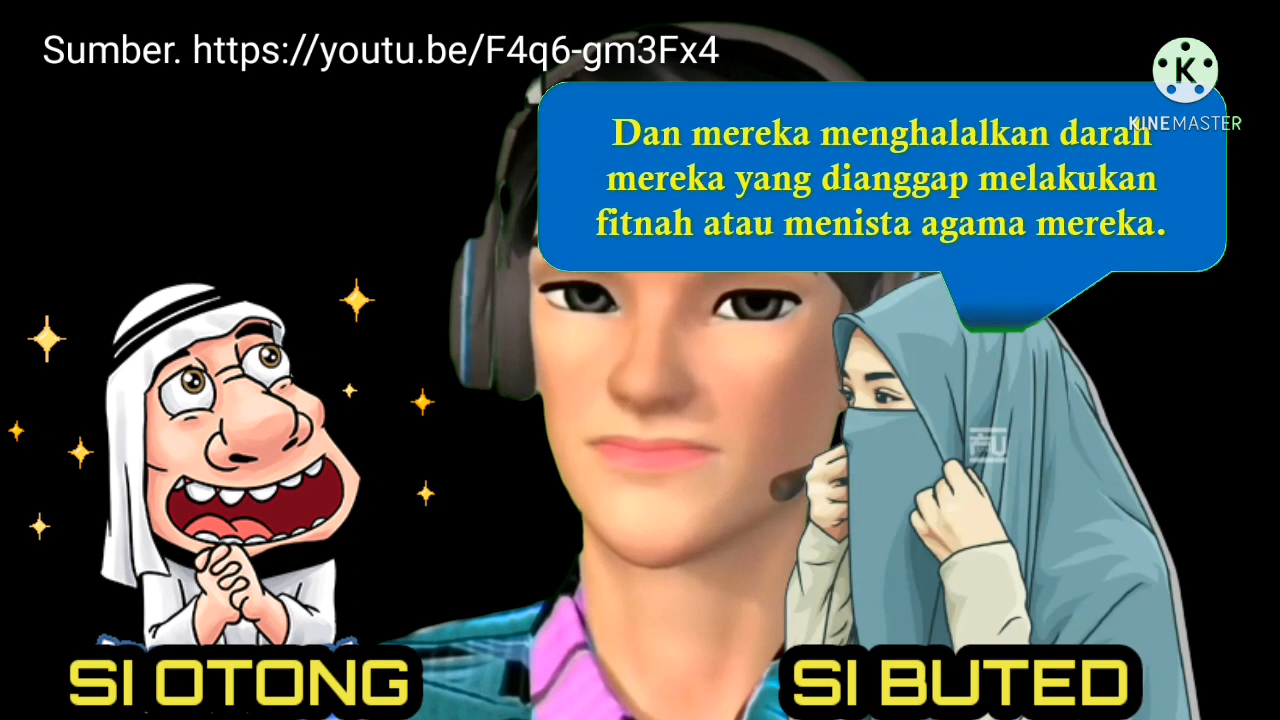 Sumber. https://youtu.be/F4q6-gm3Fx4
K
KINEMASTER
Dan mereka menghalalkan darah
mereka yang dianggap melakukan
fitnah atau menista agama mereka.
SI OTONG
SI BUTED